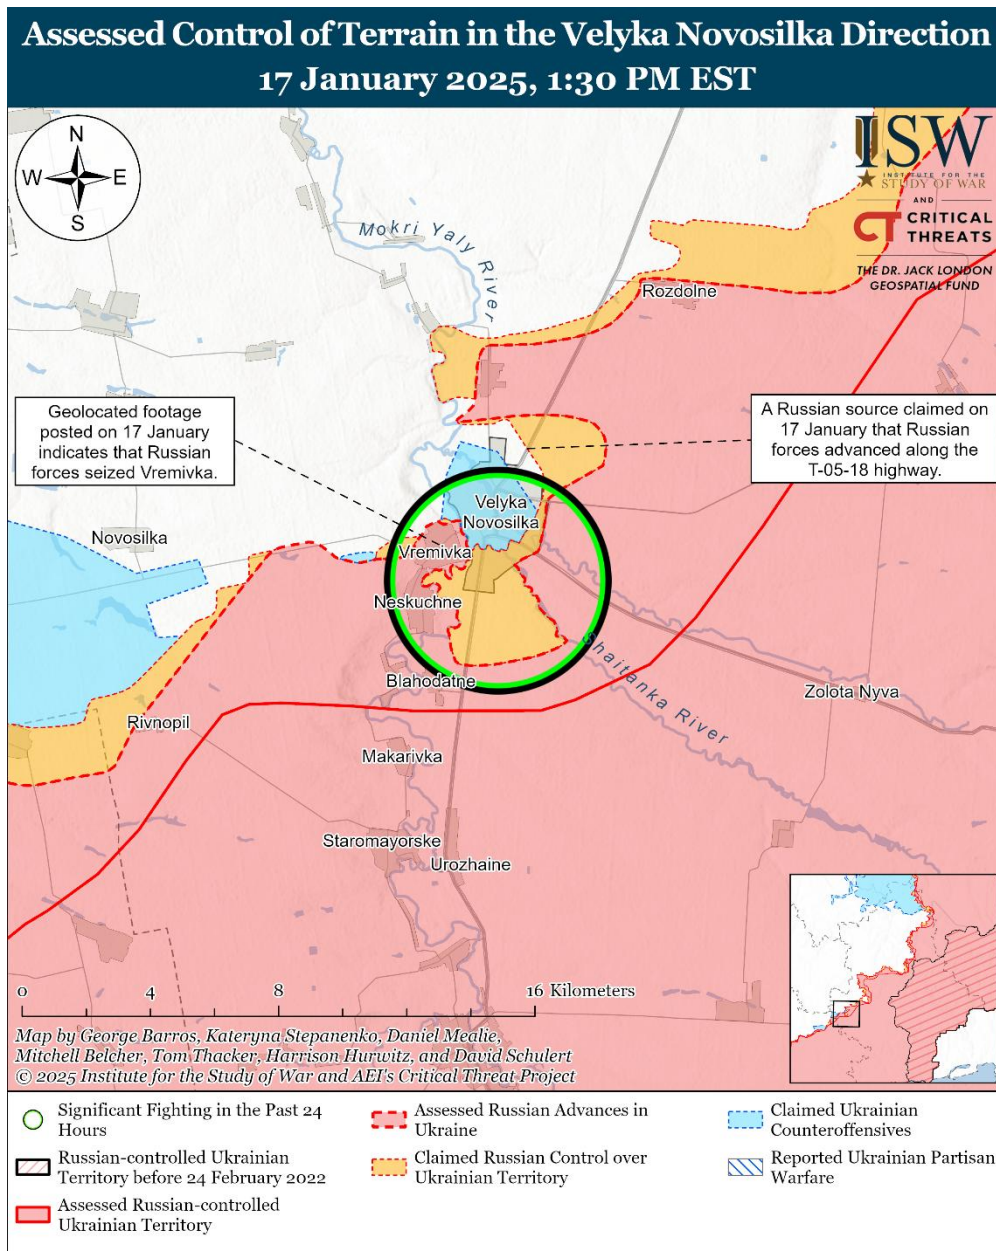 Assessed Control of Terrain in the Velyka Novosilka Direction
17 January 2025, 1:30 PM EST
N
W
E
S
ISW
INSTITUTE FOR THE
STUDY OF WAR
AND
CT CRITICAL
THREATS
THE DR. JACK LONDON
GEOSPATIAL FUND
Mokri Yaly River
Rozdolne
Geolocated footage
posted on 17 January
indicates that Russian
forces seized Vremivka.
A Russian source claimed on
17 January that Russian
forces advanced along the
T-05-18 highway.
Velyka
Novosilka
Novosilka
Vremivka
Neskuchne
Shaitanka River
Blahodatne
Zolota Nyva
Rivnopil
Makarivka
Staromayorske
Urozhaine
0 4 8 16 Kilometers
Map by George Barros, Kateryna Stepanenko, Daniel Mealie,
Mitchell Belcher, Tom Thacker, Harrison Hurwitz, and David Schulert
© 2025 Institute for the Study of War and AEI's Critical Threat Project
Significant Fighting in the Past 24
Hours
Russian-controlled Ukrainian
Territory before 24 February 2022
Assessed Russian-controlled
Ukrainian Territory
Assessed Russian Advances in
Ukraine
Claimed Russian Control over
Ukrainian Territory
Claimed Ukrainian
Counteroffensives
Reported Ukrainian Partisan
Warfare